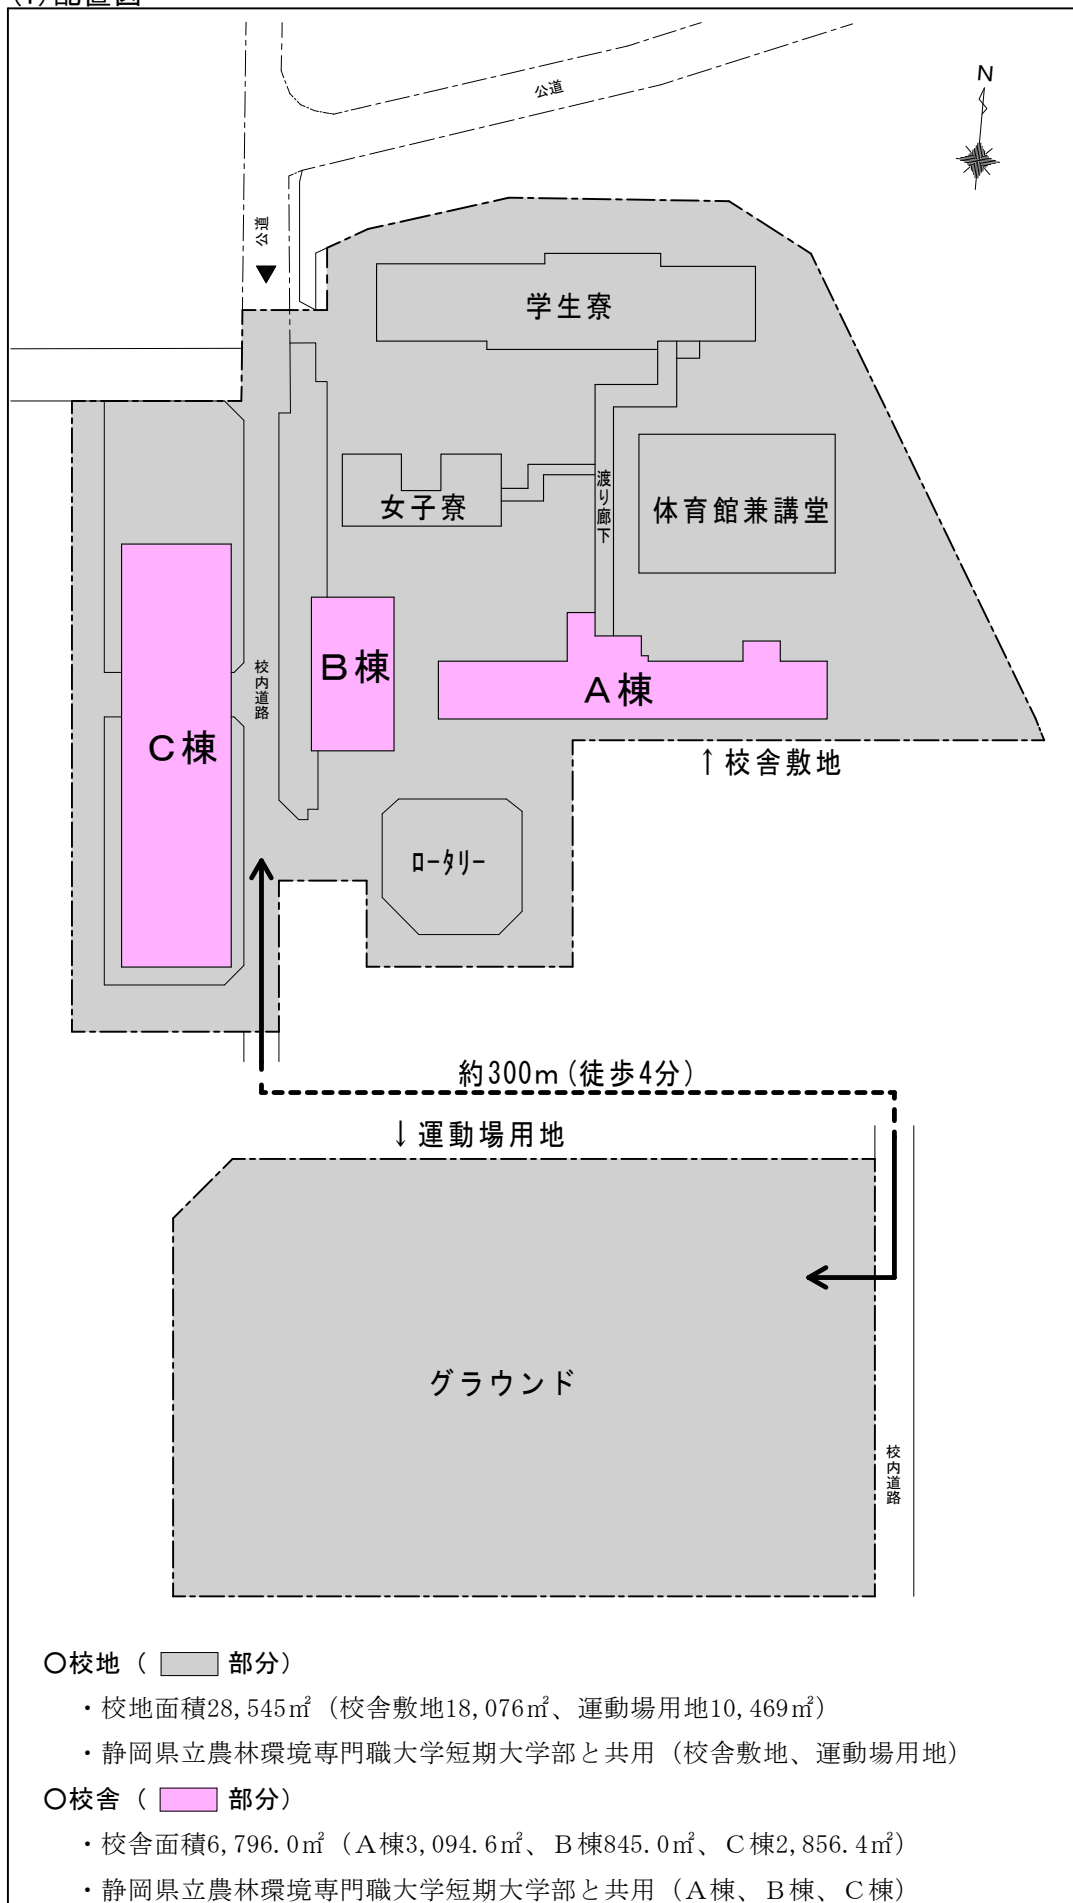 (1)配置図
公道
N
公道
学生寮
渡り廊下
女子寮
体育館兼講堂
B棟
校内道路
A棟
C棟
↑校舎敷地
ロータリー
約300m(徒歩4分)
↓運動場用地
グラウンド
校内道路
○校地（ 部分）
・校地面積28,545㎡（校舎敷地18,076㎡、運動場用地10,469㎡）
・静岡県立農林環境専門職大学短期大学部と共用（校舎敷地、運動場用地）
○校舎（ 部分）
・校舎面積6,796.0㎡（A棟3,094.6㎡、B棟845.0㎡、C棟2,856.4㎡）
・静岡県立農林環境専門職大学短期大学部と共用（A棟、B棟、C棟）